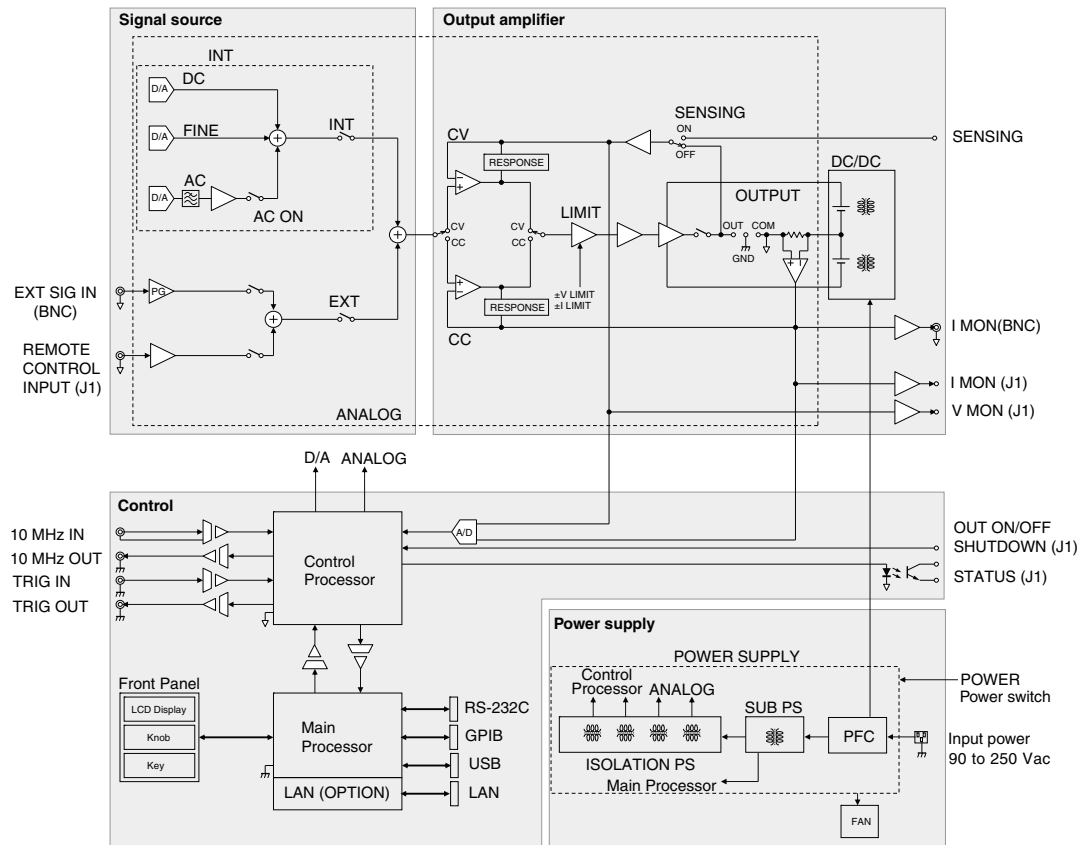 Signal source
Output amplifier
INT
D/A
DC
SENSING
ON
OFF
SENSING
D/A
FINE
INT
CV
RESPONSE
DC/DC
D/A
AC
AC ON
OUTPUT
LIMIT
CV
CC
CV
CC
OUT
COM
GND
EXT SIG IN
(BNC)
PG
EXT
±V LIMIT
±I LIMIT
RESPONSE
CC
I MON(BNC)
REMOTE
CONTROL
INPUT (J1)
I MON (J1)
V MON (J1)
ANALOG
D/A
ANALOG
Control
10 MHz IN
10 MHz OUT
TRIG IN
TRIG OUT
Control
Processor
A/D
OUT ON/OFF
SHUTDOWN (J1)
STATUS (J1)
Power supply
POWER SUPPLY
Control
Processor
ANALOG
SUB PS
PFC
ISOLATION PS
Main Processor
POWER
Power switch
Input power
90 to 250 Vac
FAN
Front Panel
LCD Display
Knob
Key
Main
Processor
LAN (OPTION)
RS-232C
GPIB
USB
LAN